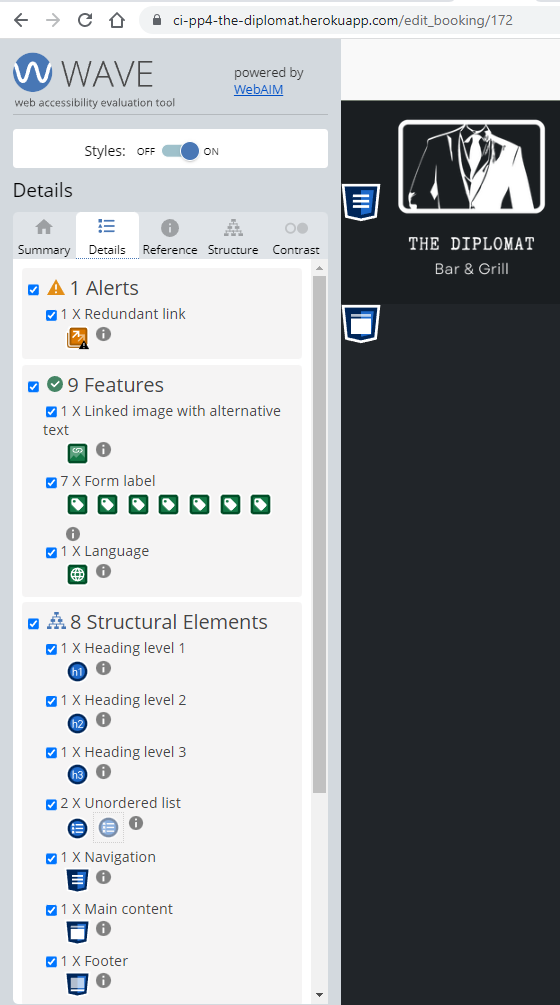 ci-pp4-the-diplomat.herokuapp.com/edit_booking/172
WAVE
web accessibility evaluation tool
powered by
WebAIM
Styles: OFF ON
Details
Summary Details Reference Structure Contrast
1 Alerts
1 X Redundant link
9 Features
1 X Linked image with alternative
text
7 X Form label
1 X Language
8 Structural Elements
1 X Heading level 1
h1
1 X Heading level 2
h2
1 X Heading level 3
h3
2 X Unordered list
1 X Navigation
1 X Main content
1 X Footer
THE DIPLOMAT
Bar & Grill